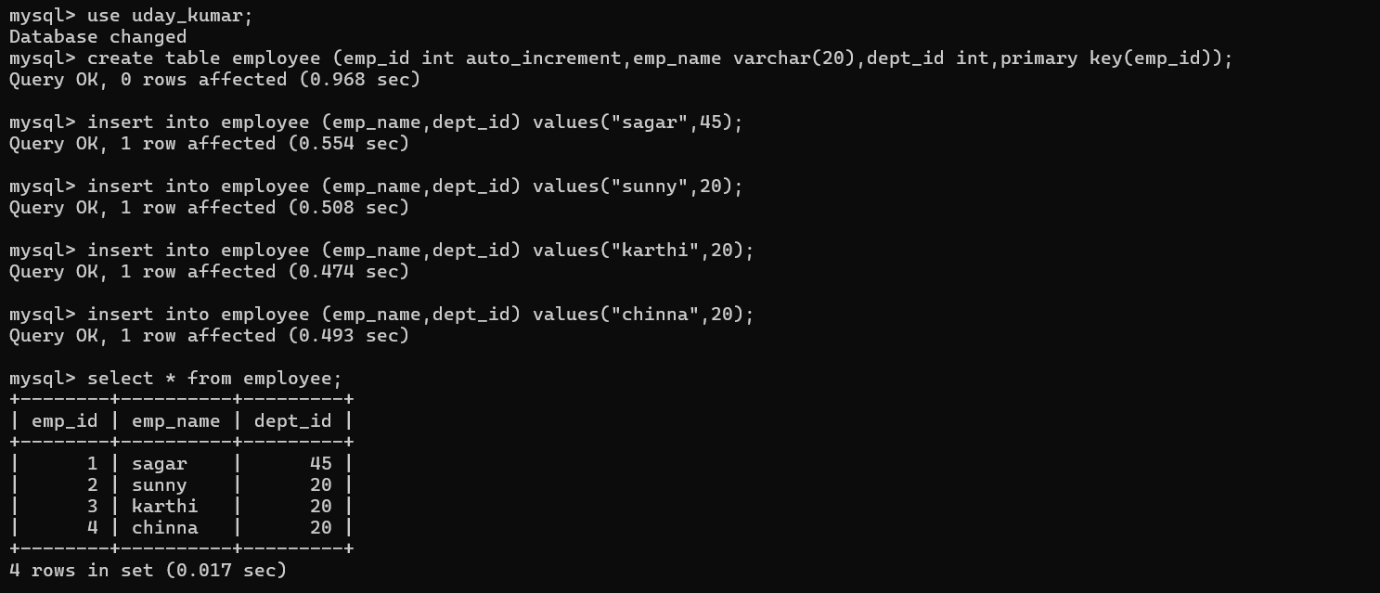 mysql> use uday_kumar;
Database changed
mysql> create table employee (emp_id int auto_increment,emp_name varchar(20),dept_id int,primary key(emp_id));
Query OK, 0 rows affected (0.968 sec)

mysql> insert into employee (emp_name,dept_id) values("sagar",45);
Query OK, 1 row affected (0.554 sec)

mysql> insert into employee (emp_name,dept_id) values("sunny",20);
Query OK, 1 row affected (0.508 sec)

mysql> insert into employee (emp_name,dept_id) values("karthi",20);
Query OK, 1 row affected (0.474 sec)

mysql> insert into employee (emp_name,dept_id) values("chinna",20);
Query OK, 1 row affected (0.493 sec)

mysql> select * from employee;
+--------+----------+---------+
| emp_id | emp_name | dept_id |
+--------+----------+---------+
|      1 | sagar    |      45 |
|      2 | sunny    |      20 |
|      3 | karthi   |      20 |
|      4 | chinna   |      20 |
+--------+----------+---------+
4 rows in set (0.017 sec)